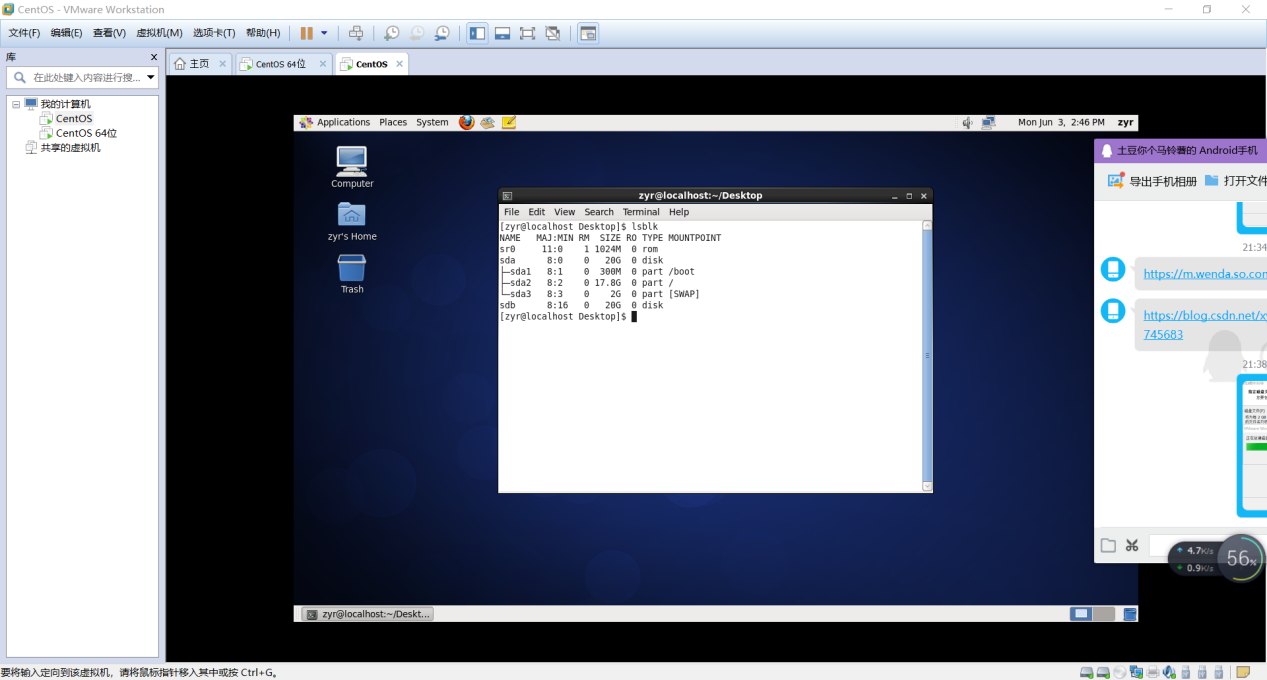 CentOS - VMware Workstation
文件(F) 编辑(E) 查看(V) 虚拟机(M) 选项卡(T) 帮助(H)
库 x
在此处键入内容进行搜...
我的计算机
CentOS
CentOS 64位
共享的虚拟机
主页 CentOS 64位 CentOS
Applications Places System
Mon Jun 3, 2:46 PM zyr
Computer
zyr's Home
Trash
zyr@localhost:~/Desktop
File Edit View Search Terminal Help
[zyr@localhost Desktop]$ lsblk
NAME MAJ:MIN RM SIZE RO TYPE MOUNTPOINT
sr0 11:0 1 1024M 0 rom
sda 8:0 0 20G 0 disk
├─sda1 8:1 0 300M 0 part /boot
├─sda2 8:2 0 17.8G 0 part /
└─sda3 8:3 0 2G 0 part [SWAP]
sdb 8:16 0 20G 0 disk
[zyr@localhost Desktop]$
zyr@localhost:~/Deskt...
土豆你个马铃薯的 Android手机
导出手机相册 打开文件
21:34
https://m.wenda.so.con
https://blog.csdn.net/x
745683
21:38
4.7K/s
0.9K/s
56%
要将输入定向到该虚拟机，请将鼠标指针移入其中或按 Ctrl+G。